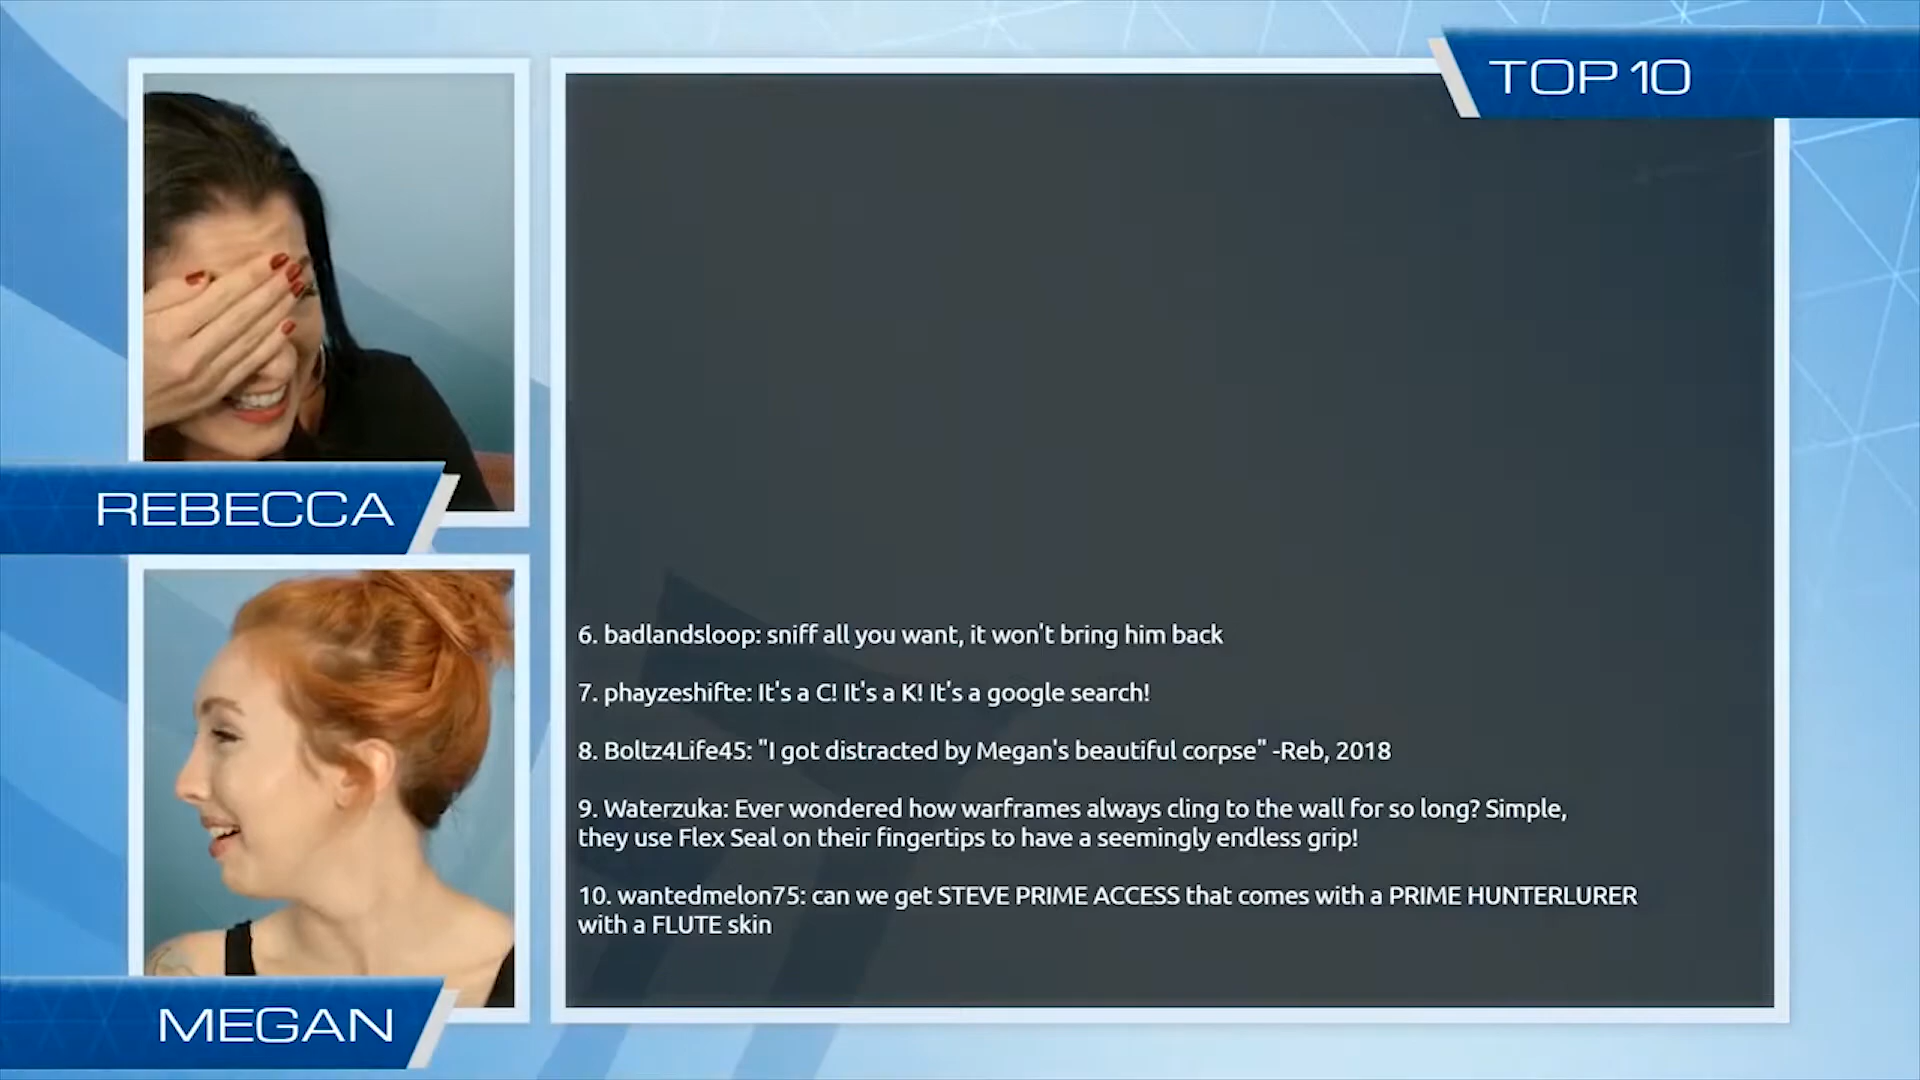 TOP 10
REBECCA
MEGAN
6. badlandsloop: sniff all you want, it won't bring him back
7. phayzeshifte: It's a C! It's a K! It's a google search!
8. Boltz4Life45: "I got distracted by Megan's beautiful corpse" -Reb, 2018
9. Waterzuka: Ever wondered how warframes always cling to the wall for so long? Simple,
they use Flex Seal on their fingertips to have a seemingly endless grip!
10. wantedmelon75: can we get STEVE PRIME ACCESS that comes with a PRIME HUNTERLURER
with a FLUTE skin